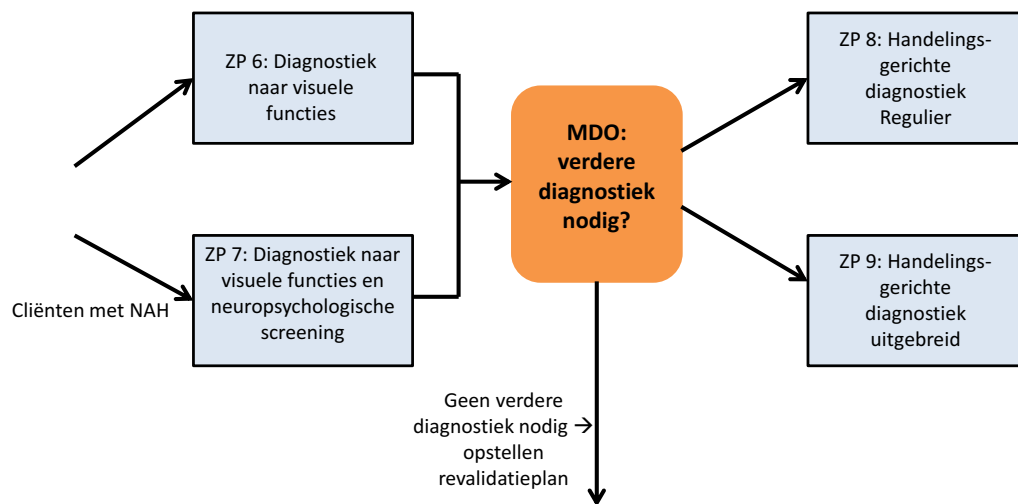 ZP 6: Diagnostiek
naar visuele
functies
Cliënten met NAH
ZP 7: Diagnostiek naar
visuele functies en
neuropsychologische
screening
MDO:
verdere
diagnostiek
nodig?
Geen verdere
diagnostiek nodig →
opstellen
revalidatieplan
ZP 8: Handelings-
gerichte
diagnostiek
Regulier
ZP 9: Handelings-
gerichte
diagnostiek
uitgebreid